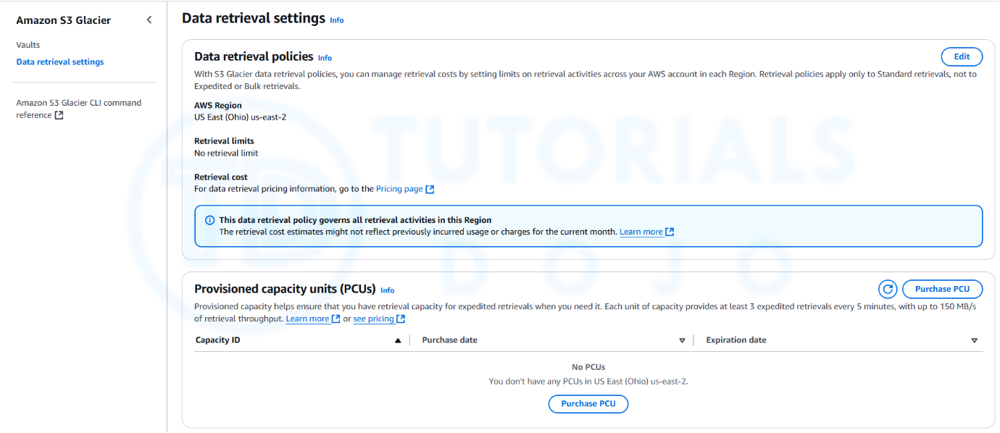 Amazon S3 Glacier
Vaults
Data retrieval settings
Amazon S3 Glacier CLI command
reference
Data retrieval settings Info
Data retrieval policies Info
Edit
With S3 Glacier data retrieval policies, you can manage retrieval costs by setting limits on retrieval activities across your AWS account in each Region. Retrieval policies apply only to Standard retrievals, not to
Expedited or Bulk retrievals.
AWS Region
US East (Ohio) us-east-2
Retrieval limits
No retrieval limit
Retrieval cost
For data retrieval pricing information, go to the Pricing page
This data retrieval policy governs all retrieval activities in this Region
The retrieval cost estimates might not reflect previously incurred usage or charges for the current month. Learn more
Provisioned capacity units (PCUs) Info
Purchase PCU
Provisioned capacity helps ensure that you have retrieval capacity for expedited retrievals when you need it. Each unit of capacity provides at least 3 expedited retrievals every 5 minutes, with up to 150 MB/s
of retrieval throughput. Learn more or see pricing
Capacity ID Purchase date Expiration date
No PCUs
You don't have any PCUs in US East (Ohio) us-east-2.
Purchase PCU
TD
TUTORIALS
DOJO